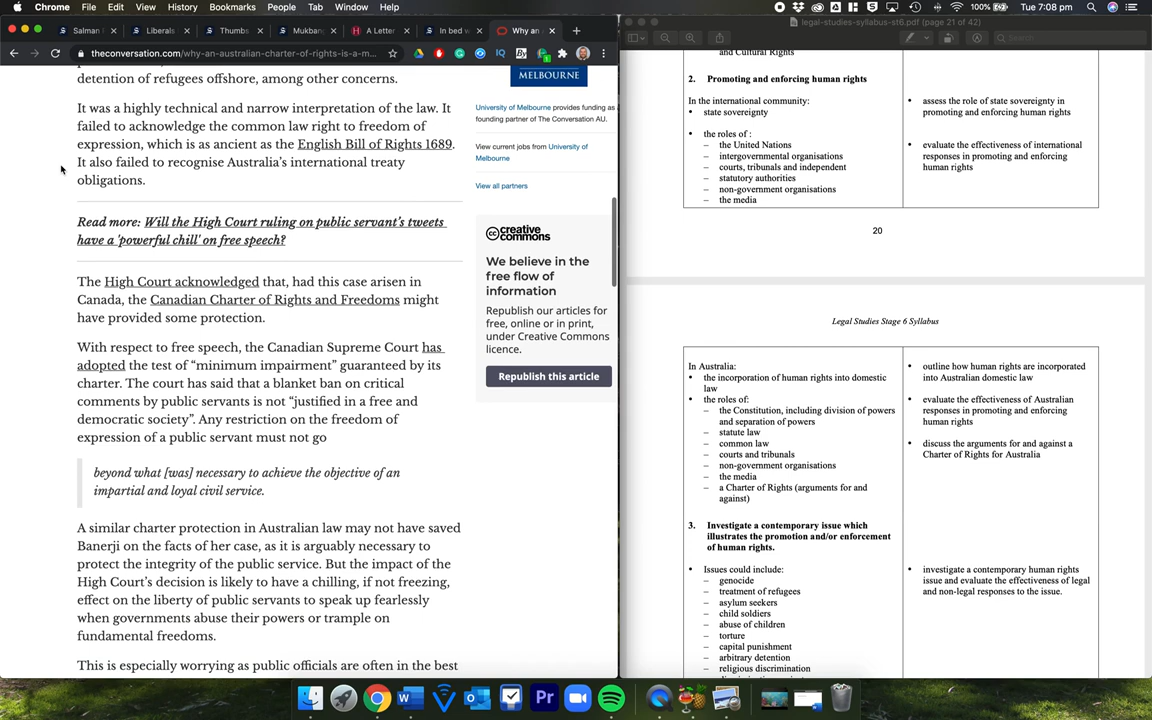 Chrome File Edit View History Bookmarks People Tab Window Help 100% Tue 7:08 pm
Salman Liberals Thumbs Mukbang A Letter In bed w Why an
legal-studies-syllabus-st6.pdf (page 21 of 42)
theconversation.com/why-an-australian-charter-of-rights-is-a-m...
Search
detention of refugees offshore, among other concerns.
It was a highly technical and narrow interpretation of the law. It
failed to acknowledge the common law right to freedom of
expression, which is as ancient as the English Bill of Rights 1689.
It also failed to recognise Australia's international treaty
obligations.
Read more: Will the High Court ruling on public servant's tweets
have a 'powerful chill' on free speech?
The High Court acknowledged that, had this case arisen in
Canada, the Canadian Charter of Rights and Freedoms might
have provided some protection.
With respect to free speech, the Canadian Supreme Court has
adopted the test of "minimum impairment" guaranteed by its
charter. The court has said that a blanket ban on critical
comments by public servants is not "justified in a free and
democratic society". Any restriction on the freedom of
expression of a public servant must not go
beyond what [was] necessary to achieve the objective of an
impartial and loyal civil service.
A similar charter protection in Australian law may not have saved
Banerji on the facts of her case, as it is arguably necessary to
protect the integrity of the public service. But the impact of the
High Court's decision is likely to have a chilling, if not freezing,
effect on the liberty of public servants to speak up fearlessly
when governments abuse their powers or trample on
fundamental freedoms.
This is especially worrying as public officials are often in the best
MELBOURNE
University of Melbourne provides funding as
founding partner of The Conversation AU.
View current jobs from University of
Melbourne
View all partners
creative
commons
We believe in the
free flow of
information
Republish our articles for
free, online or in print,
under Creative Commons
licence.
Republish this article
and Cultural Rights
2. Promoting and enforcing human rights
In the international community:
• state sovereignty
• the roles of :
– the United Nations
– intergovernmental organisations
– courts, tribunals and independent
– statutory authorities
– non-government organisations
– the media
• assess the role of state sovereignty in
promoting and enforcing human rights
• evaluate the effectiveness of international
responses in promoting and enforcing
human rights
20
Legal Studies Stage 6 Syllabus
In Australia:
• the incorporation of human rights into domestic
law
• the roles of:
– the Constitution, including division of powers
and separation of powers
– statute law
– common law
– courts and tribunals
– non-government organisations
– the media
– a Charter of Rights (arguments for and
against)
• outline how human rights are incorporated
into Australian domestic law
• evaluate the effectiveness of Australian
responses in promoting and enforcing
human rights
• discuss the arguments for and against a
Charter of Rights for Australia
3. Investigate a contemporary issue which
illustrates the promotion and/or enforcement
of human rights.
• Issues could include:
– genocide
– treatment of refugees
– asylum seekers
– child soldiers
– abuse of children
– torture
– capital punishment
– arbitrary detention
– religious discrimination
• investigate a contemporary human rights
issue and evaluate the effectiveness of legal
and non-legal responses to the issue.